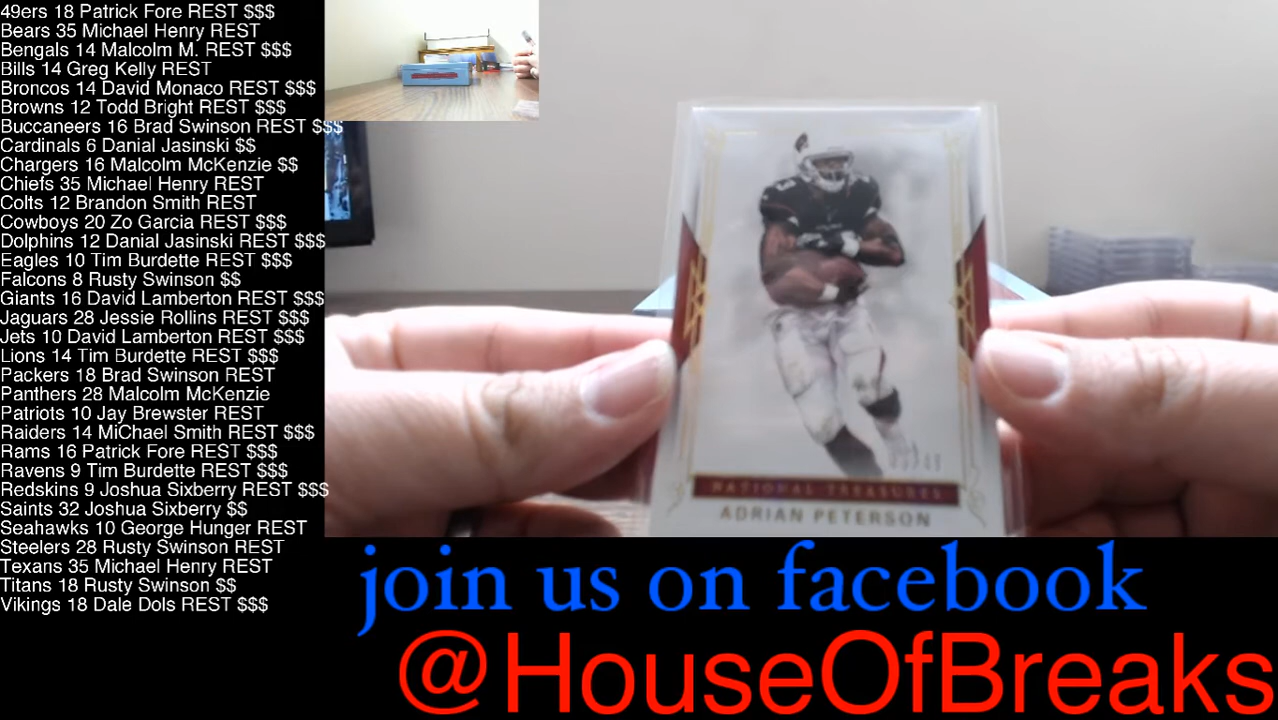 49ers 18 Patrick Fore REST $$$
Bears 35 Michael Henry REST
Bengals 14 Malcolm M. REST $$$
Bills 14 Greg Kelly REST
Broncos 14 David Monaco REST $$$
Browns 12 Todd Bright REST $$$
Buccaneers 16 Brad Swinson REST $$$
Cardinals 6 Danial Jasinski $$
Chargers 16 Malcolm McKenzie $$
Chiefs 35 Michael Henry REST
Colts 12 Brandon Smith REST
Cowboys 20 Zo Garcia REST $$$
Dolphins 12 Danial Jasinski REST $$$
Eagles 10 Tim Burdette REST $$$
Falcons 8 Rusty Swinson $$
Giants 16 David Lamberton REST $$$
Jaguars 28 Jessie Rollins REST $$$
Jets 10 David Lamberton REST $$$
Lions 14 Tim Burdette REST $$$
Packers 18 Brad Swinson REST
Panthers 28 Malcolm McKenzie
Patriots 10 Jay Brewster REST
Raiders 14 MiChael Smith REST $$$
Rams 16 Patrick Fore REST $$$
Ravens 9 Tim Burdette REST $$$
Redskins 9 Joshua Sixberry REST $$$
Saints 32 Joshua Sixberry $$
Seahawks 10 George Hunger REST
Steelers 28 Rusty Swinson REST
Texans 35 Michael Henry REST
Titans 18 Rusty Swinson $$
Vikings 18 Dale Dols REST $$$
NATIONAL TREASURES
ADRIAN PETERSON
join us on facebook
@HouseOfBreaks